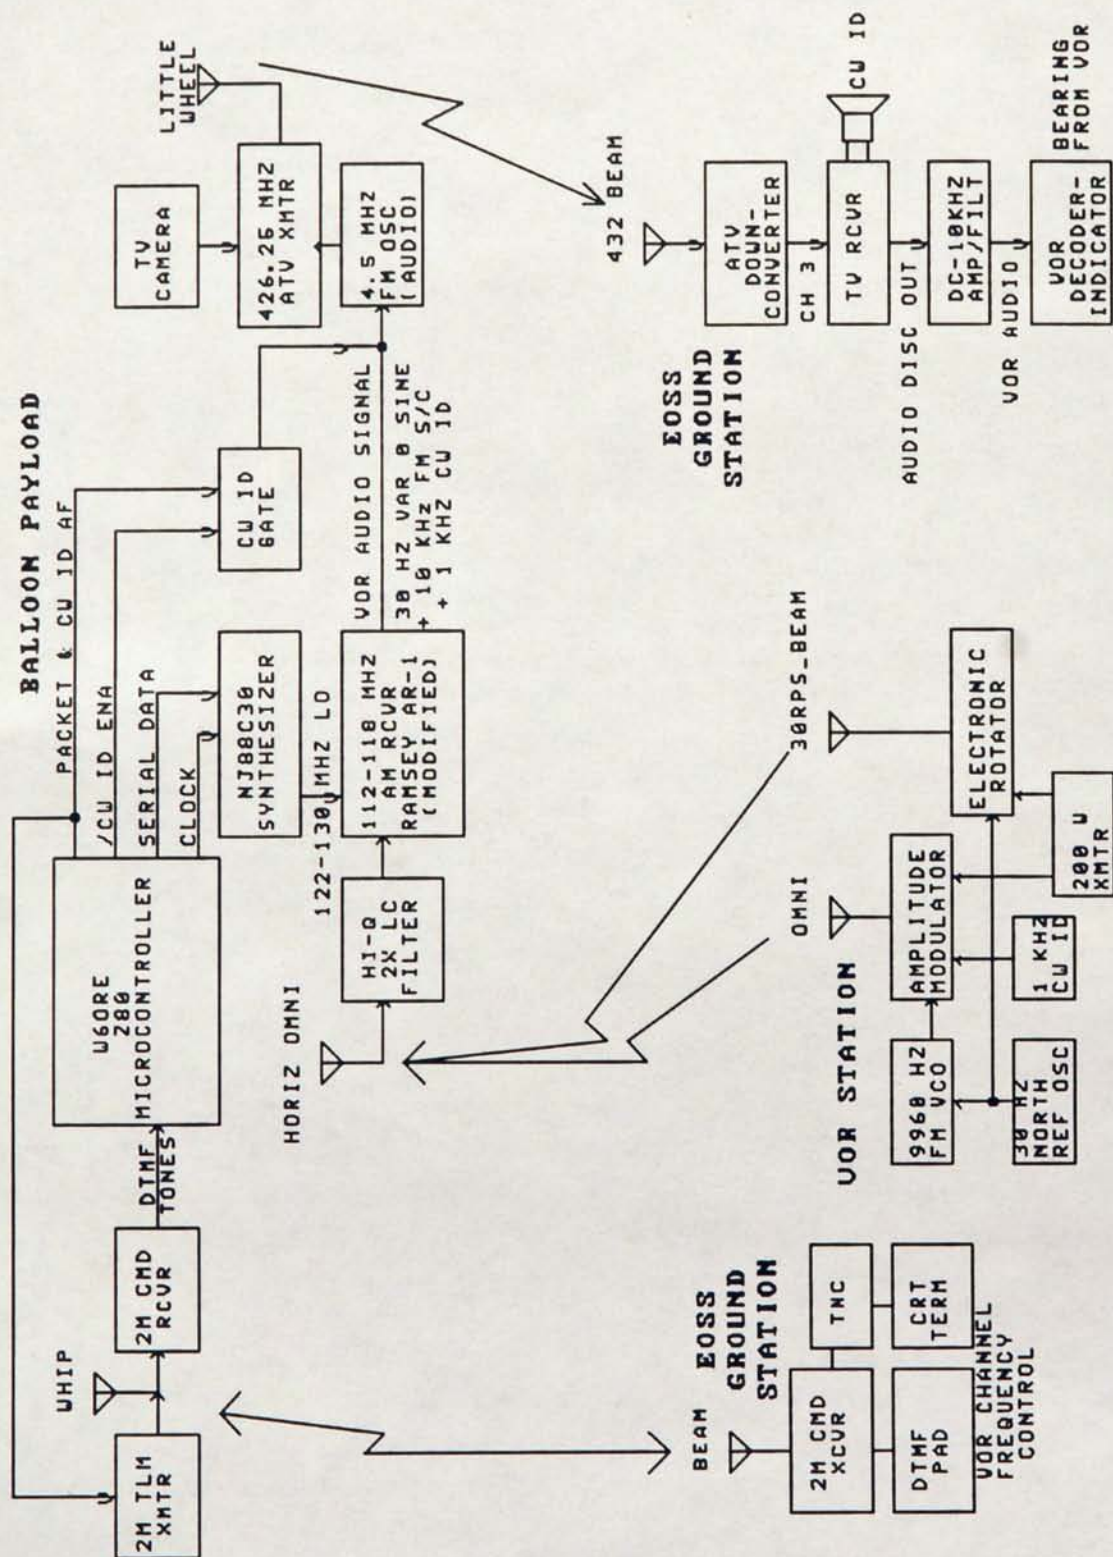 BALLOON PAYLOAD
PACKET & CW ID AF
/CW ID ENA
SERIAL DATA
CLOCK
WHIP
2M TLM
XMTR
2M CMD
RCVR
DTMF
TONES
W6ORE
Z80
MICROCONTROLLER
NJ88C30
SYNTHESIZER
CW ID
GATE
TV
CAMERA
LITTLE
WHEEL
426.25 MHZ
ATV XMTR
4.5 MHZ
FM OSC
(AUDIO)
122-130 MHZ LO
HORIZ OMNI
HI-Q
2X LC
FILTER
112-118 MHZ
AM RCVR
RAMSEY AR-1
(MODIFIED)
VOR AUDIO SIGNAL
30 HZ VAR θ SINE
+ 10 KHz FM S/C
+ 1 KHZ CW ID
BEAM
EOSS
GROUND
STATION
2M CMD
XCVR
TNC
DTMF
PAD
CRT
TERM
VOR CHANNEL
FREQUENCY
CONTROL
VOR STATION
OMNI
30RPS_BEAM
9960 HZ
FM VCO
AMPLITUDE
MODULATOR
ELECTRONIC
ROTATOR
30 HZ
NORTH
REF OSC
1 KHZ
CW ID
200 W
XMTR
EOSS
GROUND
STATION
432 BEAM
ATV
DOWN-
CONVERTER
CH 3
TV RCVR
CW ID
AUDIO DISC OUT
DC-10KHZ
AMP/FILT
VOR AUDIO
VOR
DECODER-
INDICATOR
BEARING
FROM VOR